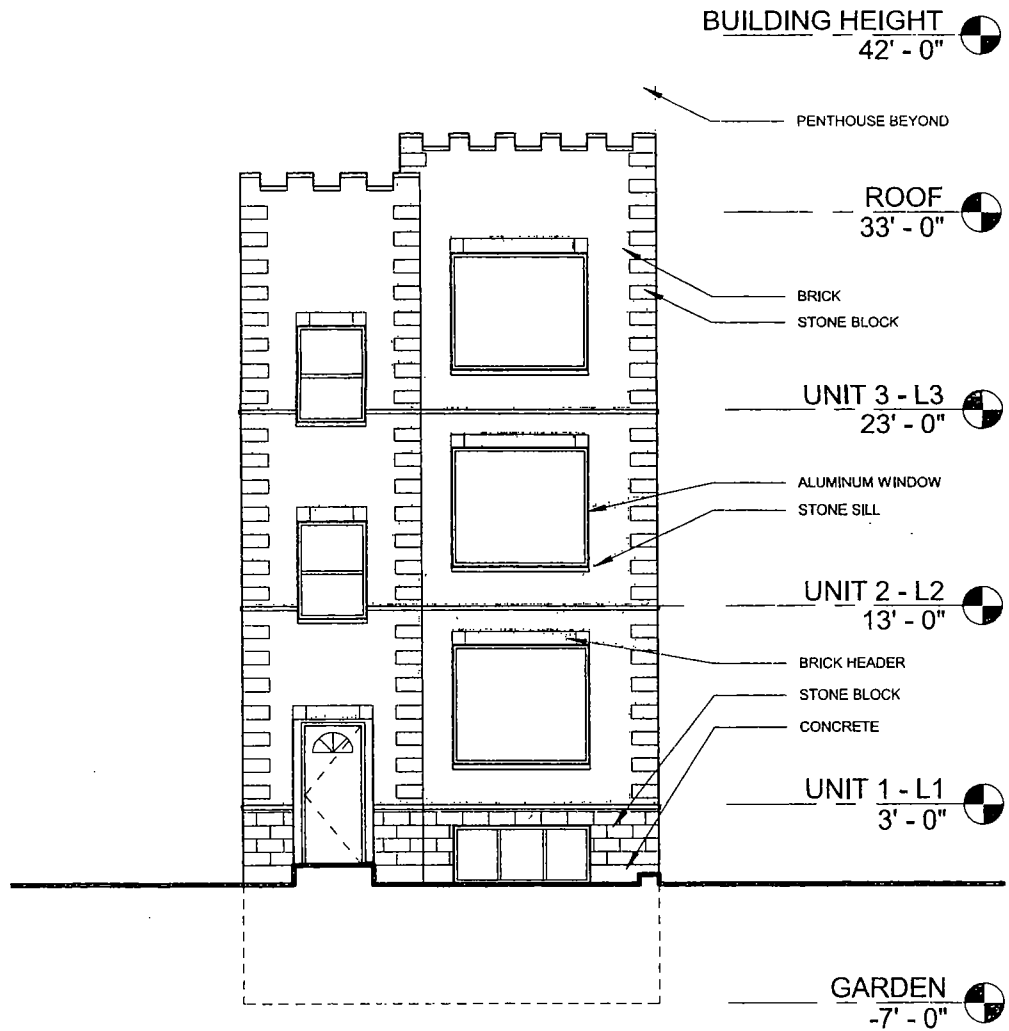 BUILDING HEIGHT
42' - 0"
PENTHOUSE BEYOND
ROOF
33' - 0"
BRICK
STONE BLOCK
UNIT 3 - L3
23' - 0"
ALUMINUM WINDOW
STONE SILL
UNIT 2 - L2
13' - 0"
BRICK HEADER
STONE BLOCK
CONCRETE
UNIT 1 - L1
3' - 0"
GARDEN
-7' - 0"